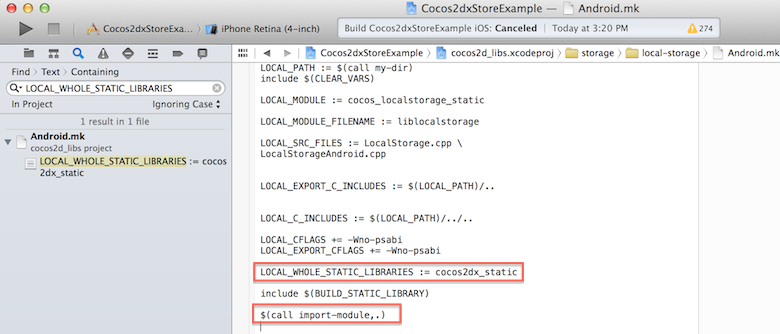 Cocos2dxStoreExample — Android.mk
Cocos2dxStoreExa... iPhone Retina (4-inch)
Build Cocos2dxStoreExample iOS: Canceled | Today at 3:20 PM
274
Cocos2dxStoreExample cocos2d_libs.xcodeproj storage local-storage Android.mk
Find Text Containing
LOCAL_WHOLE_STATIC_LIBRARIES
In Project Ignoring Case
1 result in 1 file
Android.mk
cocos2d_libs project
LOCAL_WHOLE_STATIC_LIBRARIES := cocos
2dx_static
LOCAL_PATH := $(call my-dir)
include $(CLEAR_VARS)
LOCAL_MODULE := cocos_localstorage_static
LOCAL_MODULE_FILENAME := liblocalstorage
LOCAL_SRC_FILES := LocalStorage.cpp \
LocalStorageAndroid.cpp
LOCAL_EXPORT_C_INCLUDES := $(LOCAL_PATH)/..
LOCAL_C_INCLUDES := $(LOCAL_PATH)/../..
LOCAL_CFLAGS += -Wno-psabi
LOCAL_EXPORT_CFLAGS += -Wno-psabi
LOCAL_WHOLE_STATIC_LIBRARIES := cocos2dx_static
include $(BUILD_STATIC_LIBRARY)
$(call import-module,.)